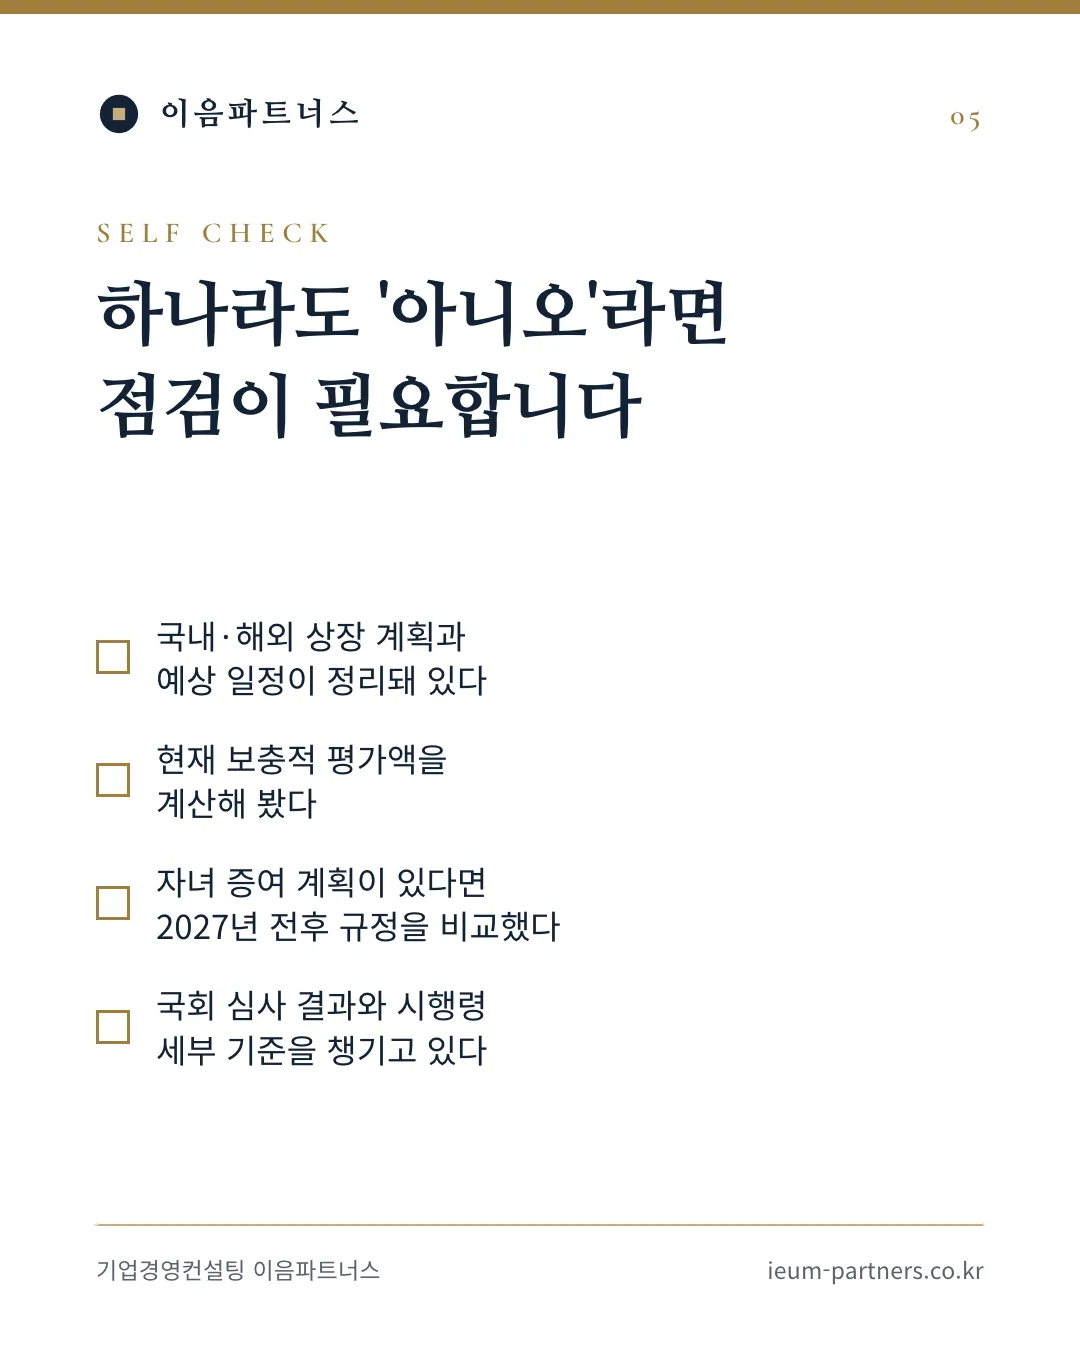 이음파트너스
05
SELF CHECK
하나라도 '아니오'라면
점검이 필요합니다
국내·해외 상장 계획과
예상 일정이 정리돼 있다
현재 보충적 평가액을
계산해 봤다
자녀 증여 계획이 있다면
2027년 전후 규정을 비교했다
국회 심사 결과와 시행령
세부 기준을 챙기고 있다
기업경영컨설팅 이음파트너스
ieum-partners.co.kr